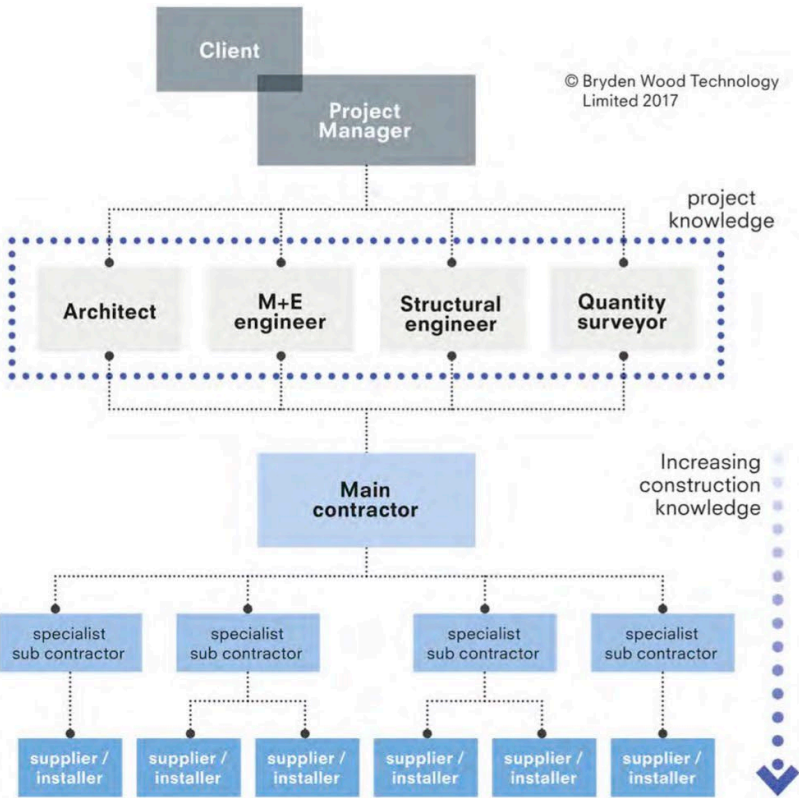 Client
© Bryden Wood Technology
Limited 2017
Project
Manager
project
knowledge
Architect
M+E
engineer
Structural
engineer
Quantity
surveyor
Increasing
construction
knowledge
Main
contractor
specialist
sub contractor
specialist
sub contractor
specialist
sub contractor
specialist
sub contractor
supplier /
installer
supplier /
installer
supplier /
installer
supplier /
installer
supplier /
installer
supplier /
installer